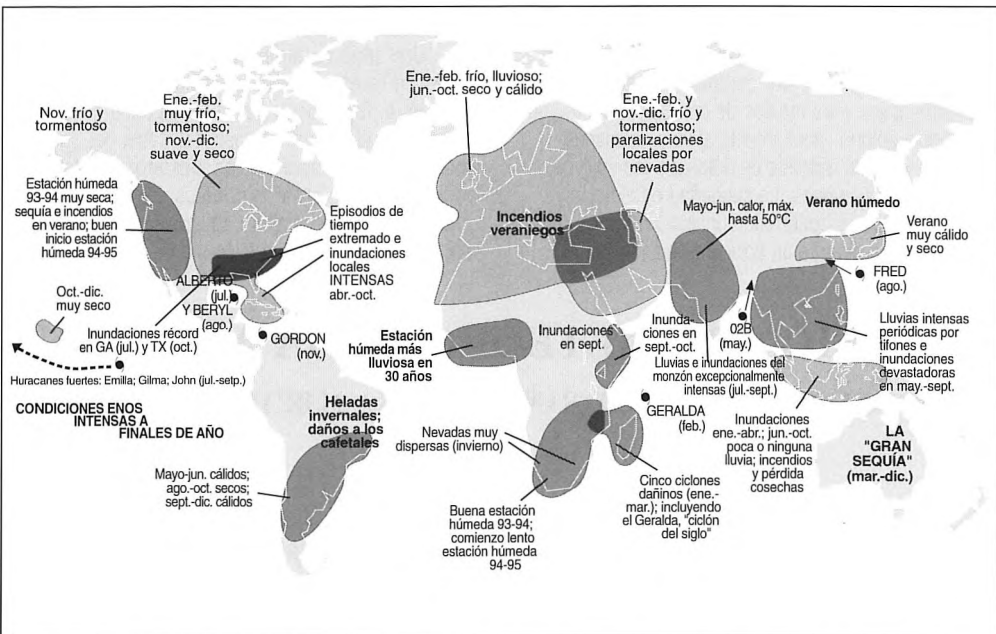 Nov. frío y
tormentoso
Ene.-feb.
muy frío,
tormentoso;
nov.-dic.
suave y seco
Estación húmeda
93-94 muy seca;
sequía e incendios
en verano; buen
inicio estación
húmeda 94-95
Episodios de
tiempo
extremado e
inundaciones
locales
INTENSAS
abr.-oct.
ALBERTO
(jul.)
Y BERYL
(ago.)
GORDON
(nov.)
Oct.-dic.
muy seco
Inundaciones récord
en GA (jul.) y TX (oct.)
Huracanes fuertes: Emilla; Gilma; John (jul.-setp.)
CONDICIONES ENOS
INTENSAS A
FINALES DE AÑO
Heladas
invernales;
daños a los
cafetales
Mayo-jun. cálidos;
ago.-oct. secos;
sept.-dic. cálidos
Ene.-feb. frío, lluvioso;
jun.-oct. seco y cálido
Ene.-feb. y
nov.-dic. frío y
tormentoso;
paralizaciones
locales por
nevadas
Incendios
veraniegos
Estación
húmeda más
lluviosa en
30 años
Inundaciones
en sept.
Inunda-
ciones en
sept.-oct.
Nevadas muy
dispersas (invierno)
Buena estación
húmeda 93-94;
comienzo lento
estación húmeda
94-95
GERALDA
(feb.)
Cinco ciclones
dañinos (ene.-
mar.); incluyendo
el Geralda, "ciclón
del siglo"
Mayo-jun. calor, máx.
hasta 50°C
Lluvias e inundaciones del
monzón excepcionalmente
intensas (jul.-sept.)
02B
(may.)
Verano húmedo
Verano
muy cálido
y seco
FRED
(ago.)
Lluvias intensas
periódicas por
tifones e
inundaciones
devastadoras
en may.-sept.
Inundaciones
ene.-abr.; jun.-oct.
poca o ninguna
lluvia; incendios
y pérdida
cosechas
LA
"GRAN
SEQUÍA"
(mar.-dic.)